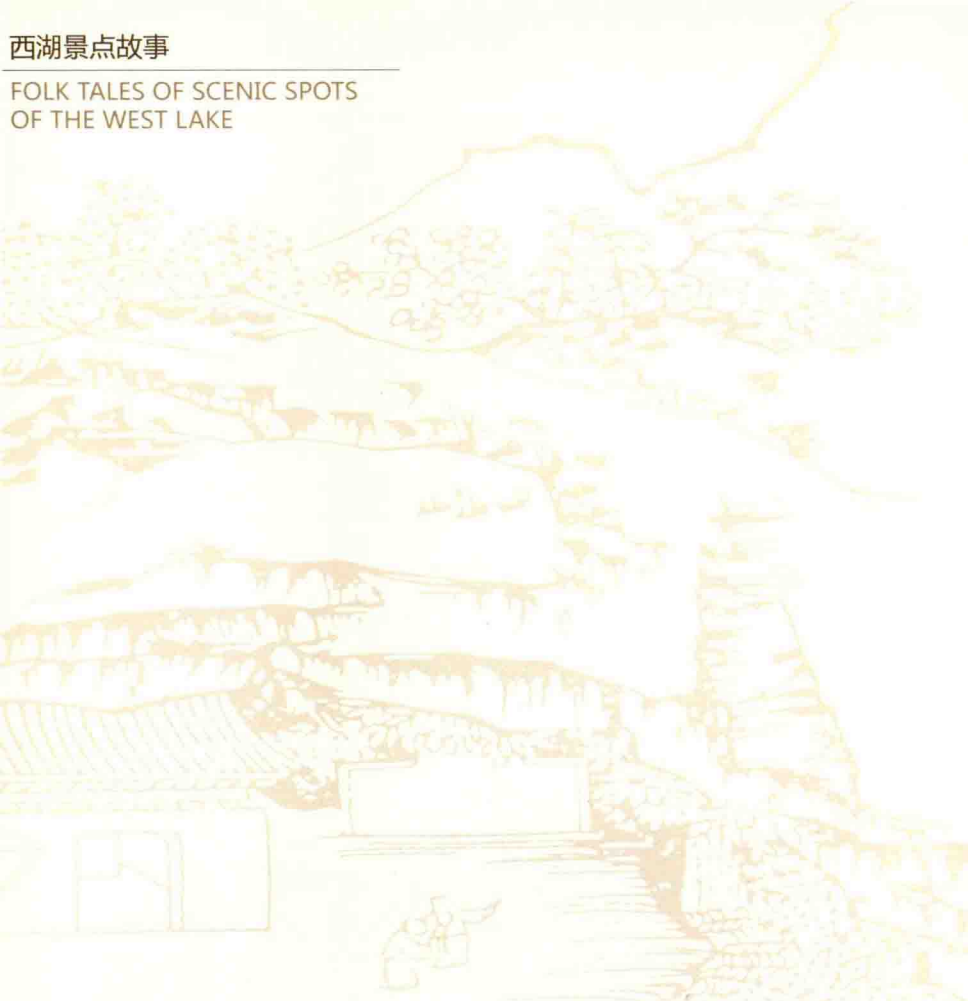 西湖景点故事
FOLK TALES OF SCENIC SPOTS
OF THE WEST LAKE